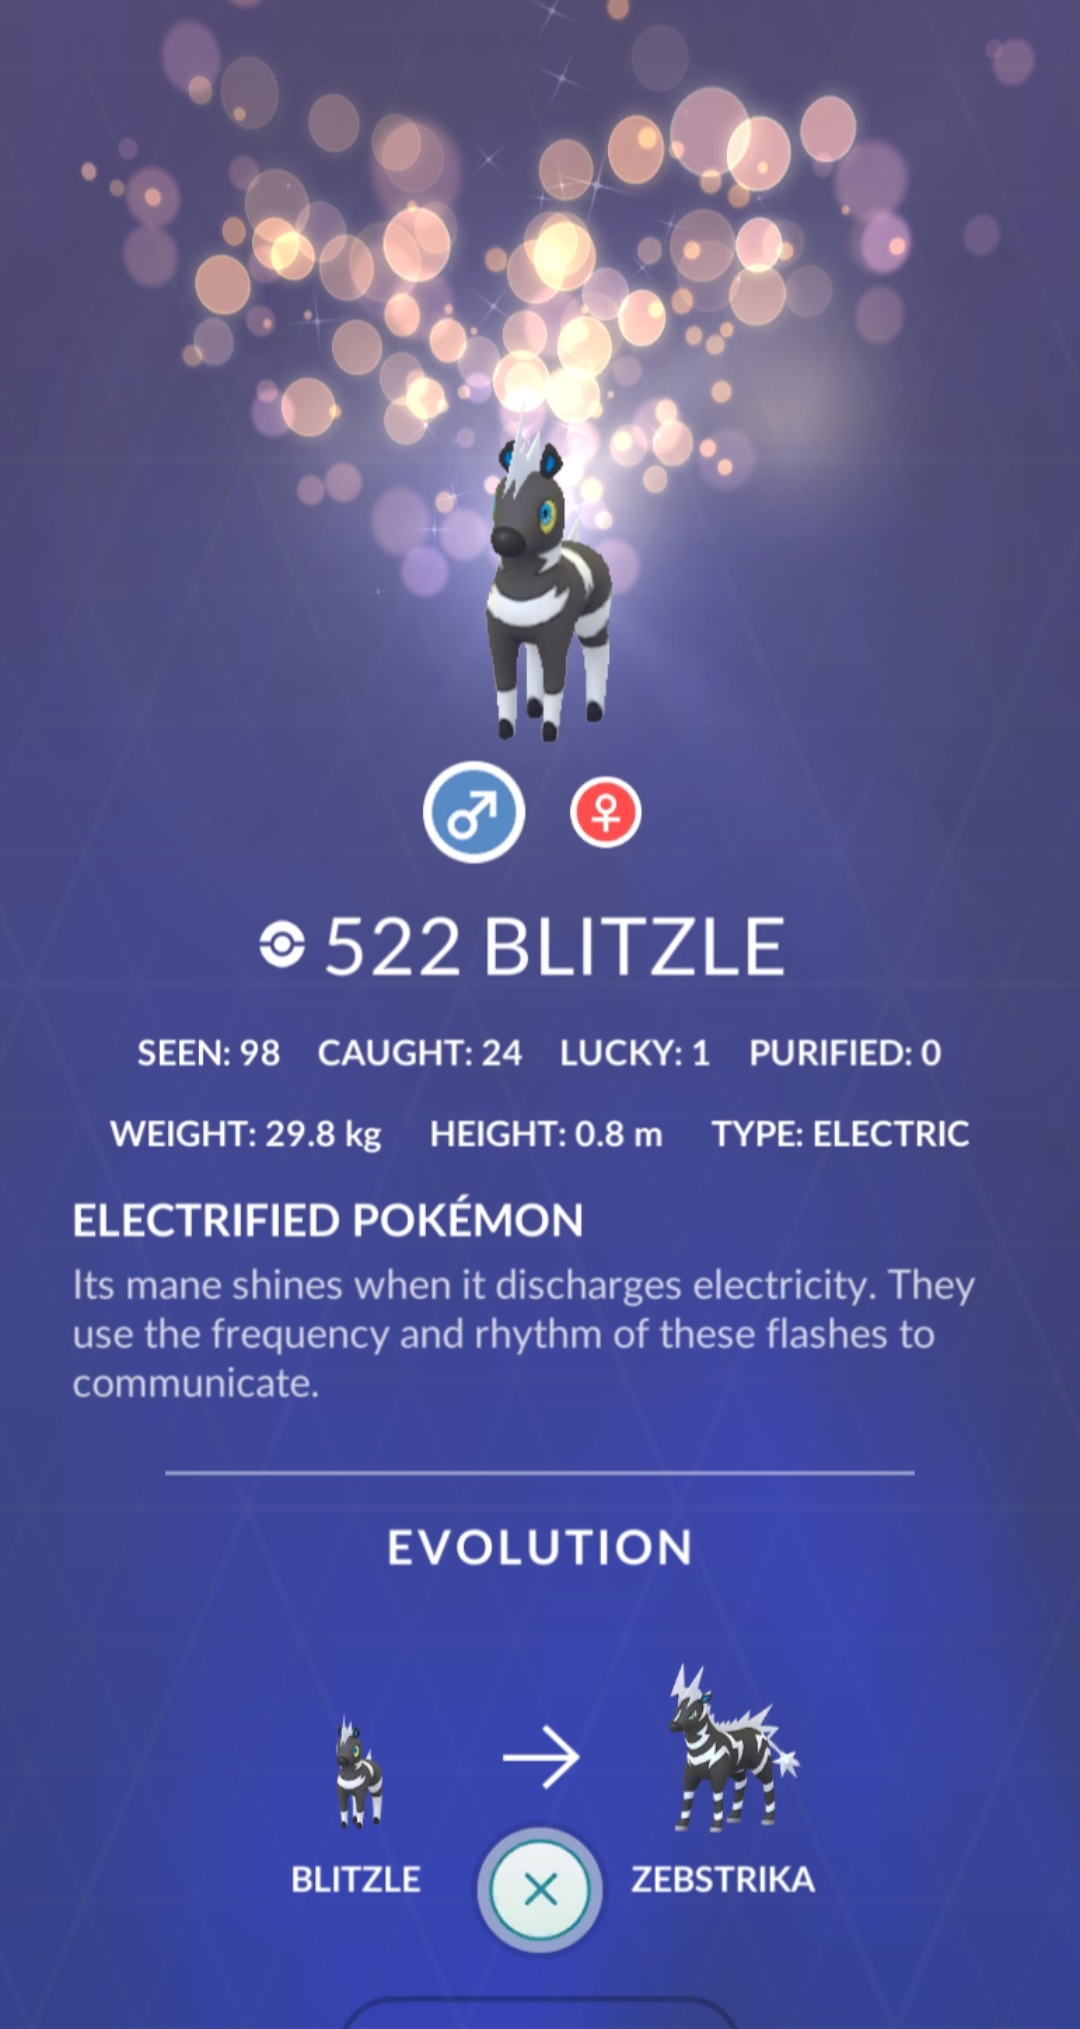 522 BLITZLE
SEEN: 98 CAUGHT: 24 LUCKY: 1 PURIFIED: 0
WEIGHT: 29.8 kg HEIGHT: 0.8 m TYPE: ELECTRIC
ELECTRIFIED POKÉMON
Its mane shines when it discharges electricity. They
use the frequency and rhythm of these flashes to
communicate.
EVOLUTION
BLITZLE ZEBSTRIKA